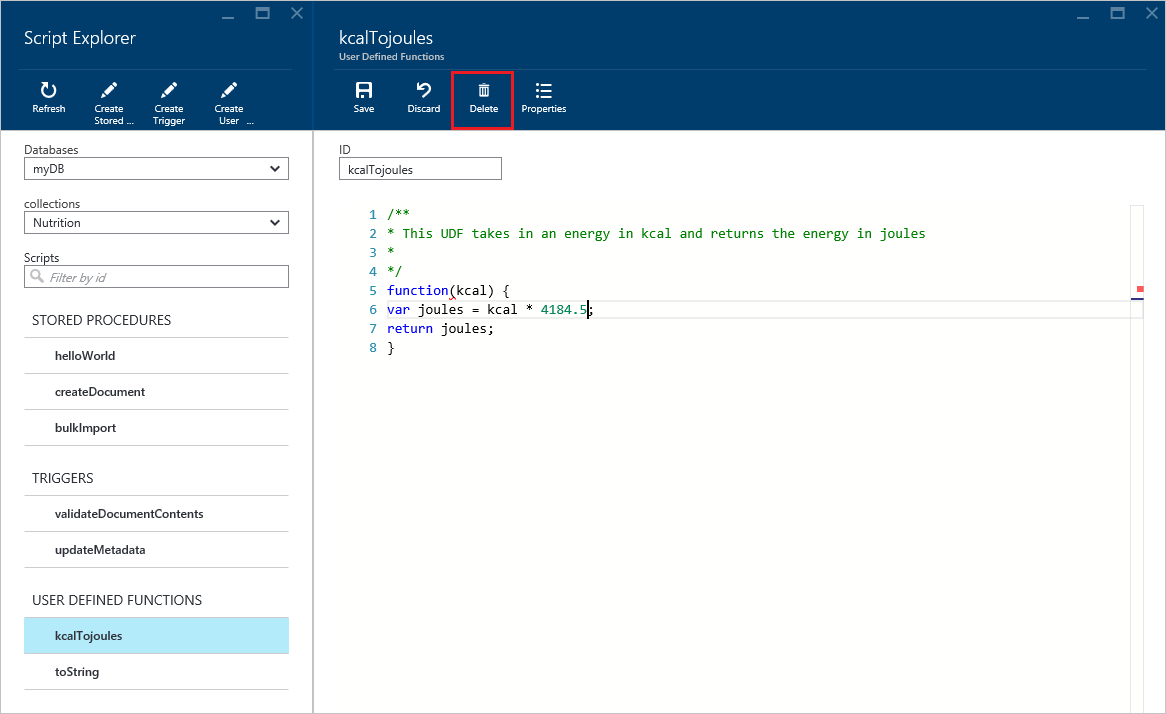 Script Explorer
Refresh
Create
Stored ...
Create
Trigger
Create
User ...
Databases
myDB
collections
Nutrition
Scripts
Filter by id
STORED PROCEDURES
helloWorld
createDocument
bulkImport
TRIGGERS
validateDocumentContents
updateMetadata
USER DEFINED FUNCTIONS
kcalTojoules
toString
kcalTojoules
User Defined Functions
Save
Discard
Delete
Properties
ID
kcalTojoules
1 /**
2 * This UDF takes in an energy in kcal and returns the energy in joules
3 *
4 */
5 function(kcal) {
6 var joules = kcal * 4184.5;
7 return joules;
8 }